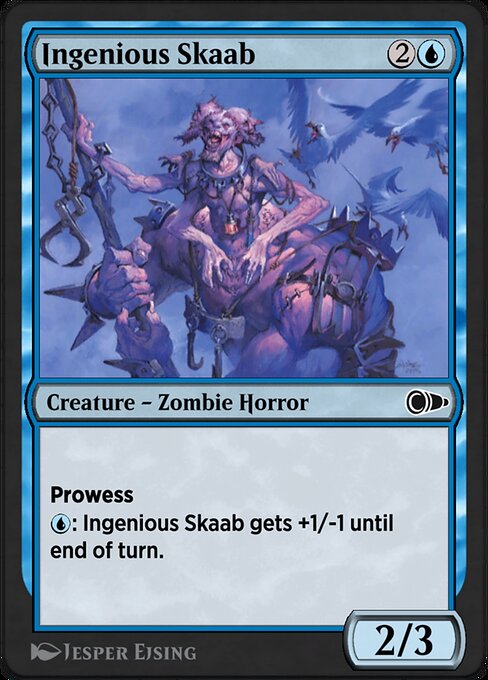 Ingenious Skaab 2
Creature – Zombie Horror
Prowess
: Ingenious Skaab gets +1/-1 until
end of turn.
2/3
Jesper Ejsing